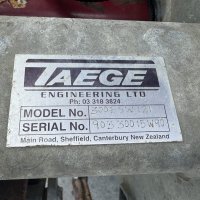 TAEGE
ENGINEERING LTD
Ph: 03 318 3824
MODEL No.
SERIAL No.
Main Road, Sheffield, Canterbury New Zealand